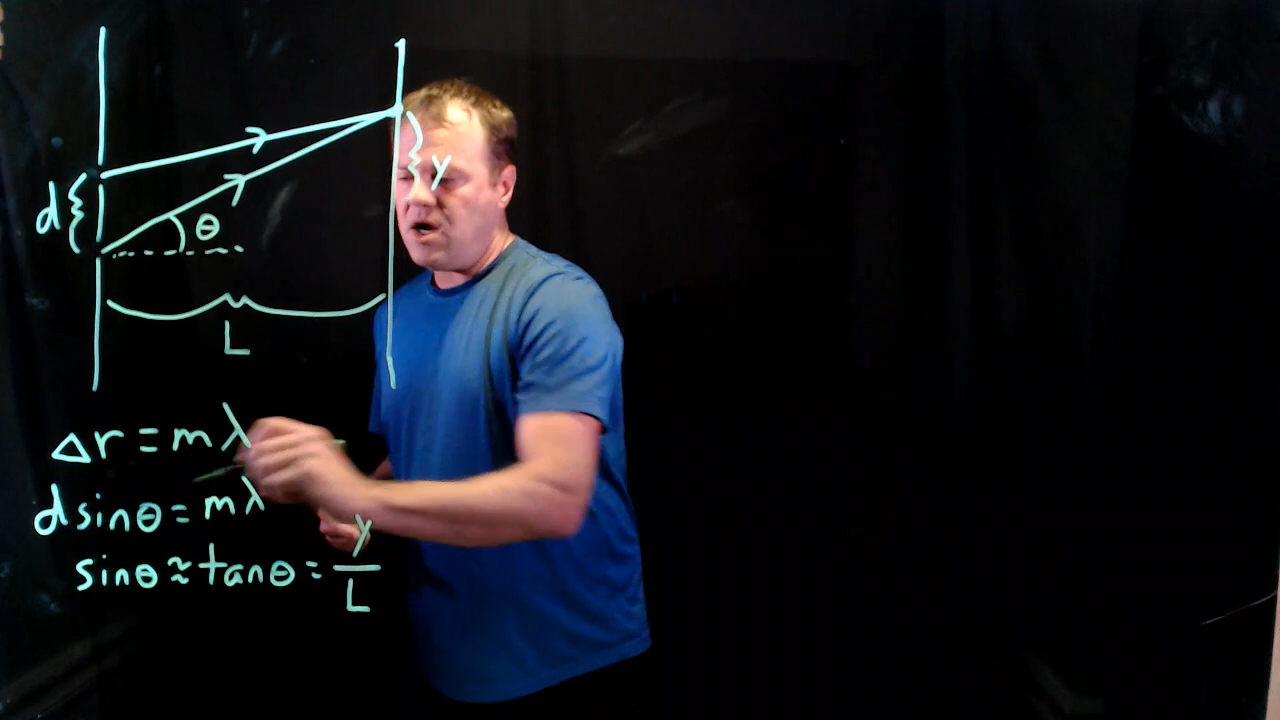 y
d
θ
L
Δr = mλ
d sinθ = mλ
sinθ ≈ tanθ = y/L